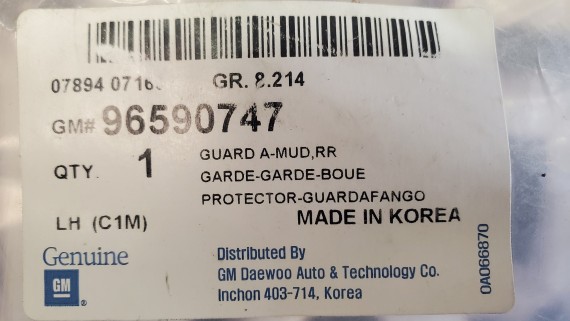 07894 0716 GR. 8.214
GM# 96590747
QTY. 1 GUARD A-MUD,RR
GARDE-GARDE-BOUE
PROTECTOR-GUARDAFANGO
LH (C1M) MADE IN KOREA
Genuine
GM ®
Distributed By
GM Daewoo Auto & Technology Co.
Inchon 403-714, Korea
0A066870